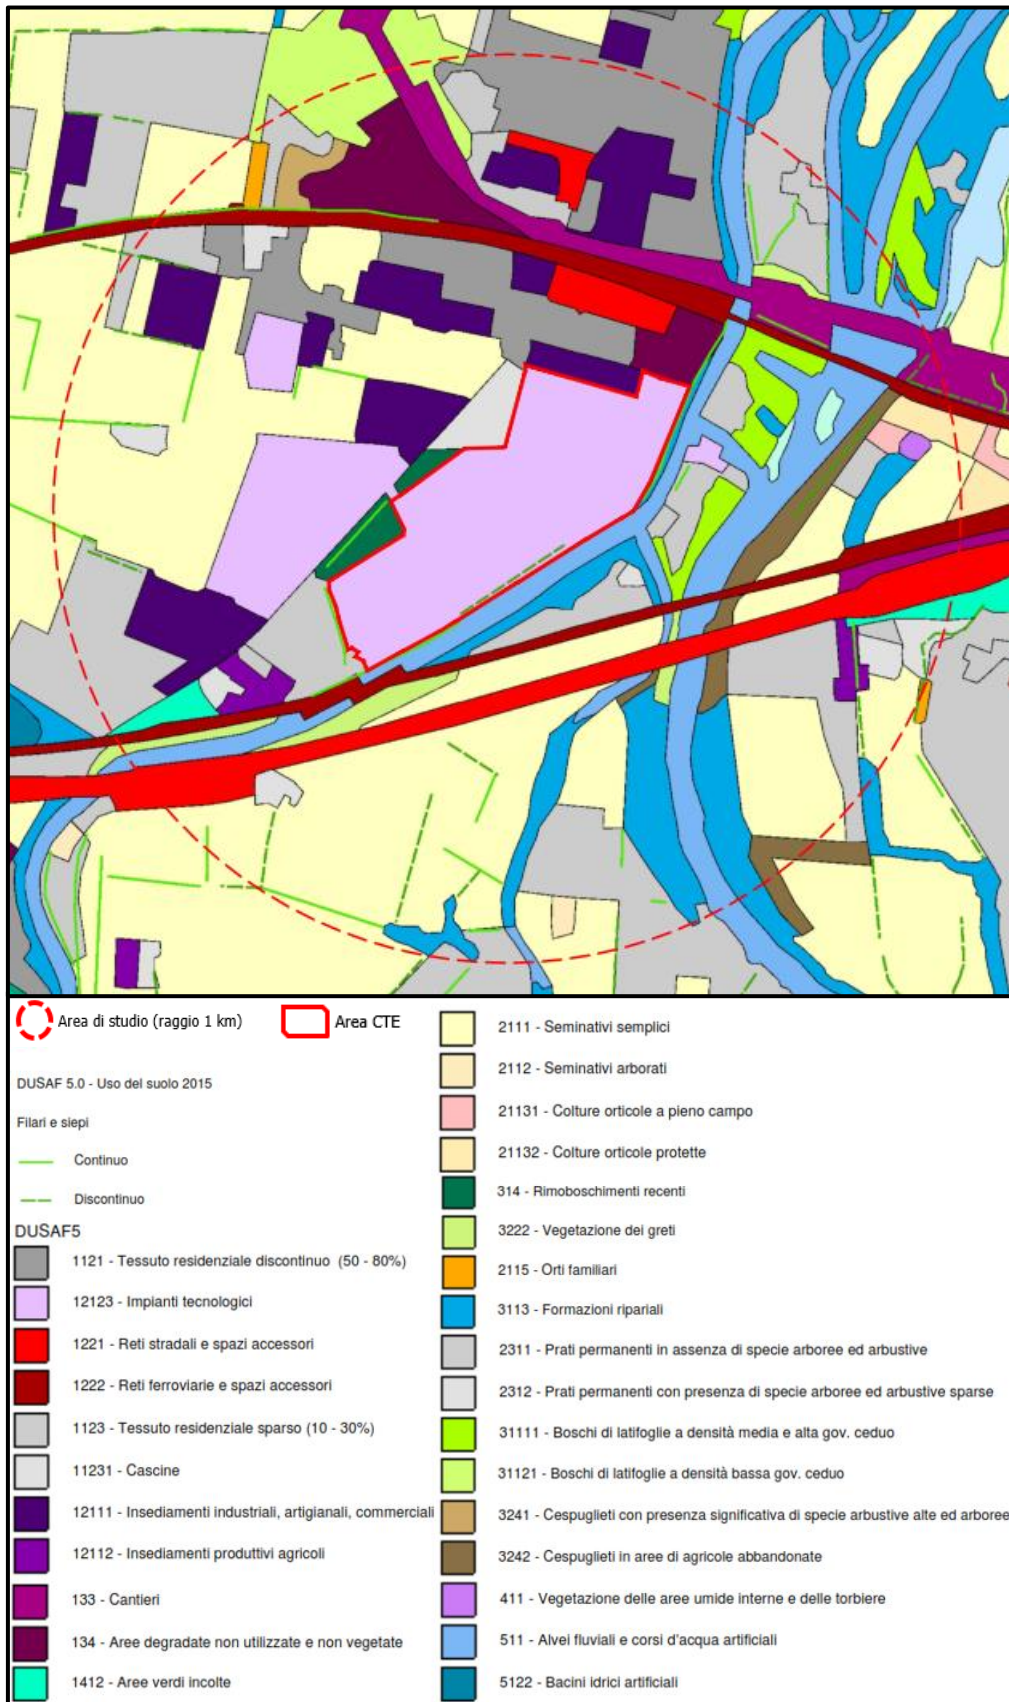 Area di studio (raggio 1 km)
Area CTE
DUSAF 5.0 - Uso del suolo 2015
Filari e siepi
Continuo
Discontinuo
DUSAF5
1121 - Tessuto residenziale discontinuo (50 - 80%)
12123 - Impianti tecnologici
1221 - Reti stradali e spazi accessori
1222 - Reti ferroviarie e spazi accessori
1123 - Tessuto residenziale sparso (10 - 30%)
11231 - Cascine
12111 - Insediamenti industriali, artigianali, commerciali
12112 - Insediamenti produttivi agricoli
133 - Cantieri
134 - Aree degradate non utilizzate e non vegetate
1412 - Aree verdi incolte
2111 - Seminativi semplici
2112 - Seminativi arborati
21131 - Colture orticole a pieno campo
21132 - Colture orticole protette
314 - Rimoboschimenti recenti
3222 - Vegetazione dei greti
2115 - Orti familiari
3113 - Formazioni ripariali
2311 - Prati permanenti in assenza di specie arboree ed arbustive
2312 - Prati permanenti con presenza di specie arboree ed arbustive sparse
31111 - Boschi di latifoglie a densità media e alta gov. ceduo
31121 - Boschi di latifoglie a densità bassa gov. ceduo
3241 - Cespuglieti con presenza significativa di specie arbustive alte ed arboree
3242 - Cespuglieti in aree di agricole abbandonate
411 - Vegetazione delle aree umide interne e delle torbiere
511 - Alvei fluviali e corsi d'acqua artificiali
5122 - Bacini idrici artificiali